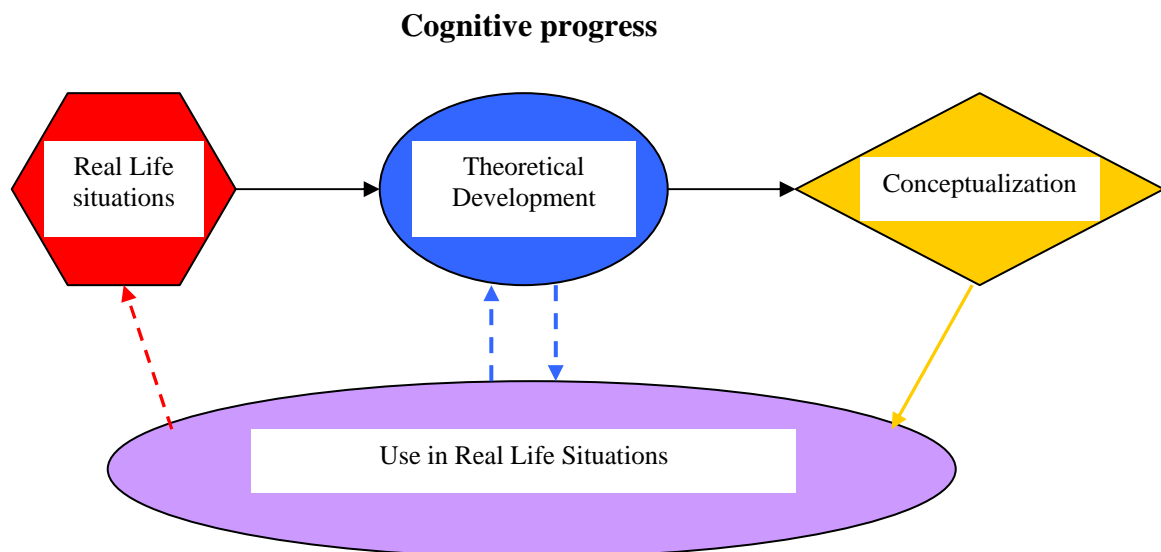 Cognitive progress
Real Life
situations
Theoretical
Development
Conceptualization
Use in Real Life Situations